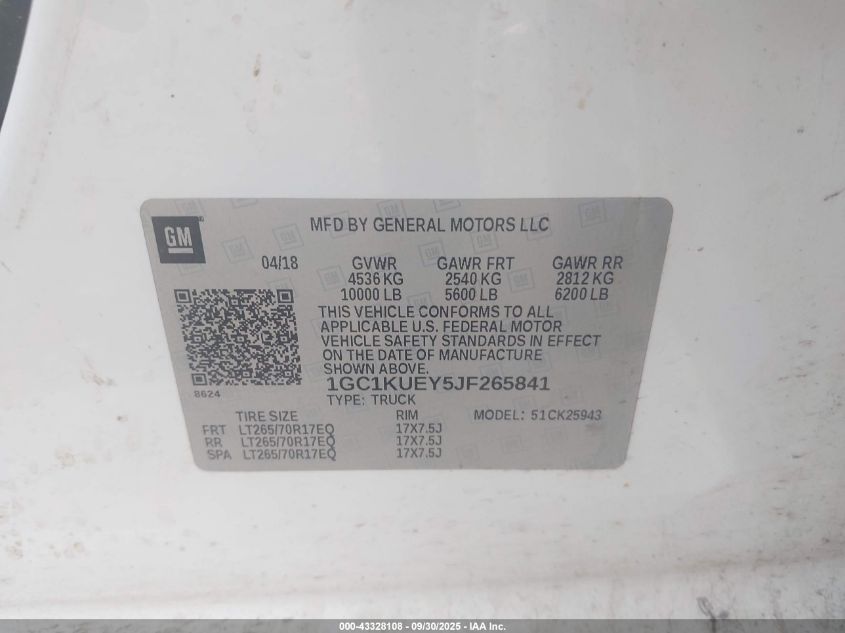 GM
MFD BY GENERAL MOTORS LLC
04/18 GVWR GAWR FRT GAWR RR
4536 KG 2540 KG 2812 KG
10000 LB 5600 LB 6200 LB
THIS VEHICLE CONFORMS TO ALL
APPLICABLE U.S. FEDERAL MOTOR
VEHICLE SAFETY STANDARDS IN EFFECT
ON THE DATE OF MANUFACTURE
SHOWN ABOVE.
1GC1KUEY5JF265841
8624
TYPE: TRUCK
TIRE SIZE RIM MODEL: 51CK25943
FRT LT265/70R17EQ 17X7.5J
RR LT265/70R17EQ 17X7.5J
SPA LT265/70R17EQ 17X7.5J
000-43328108 - 09/30/2025 - IAA Inc.